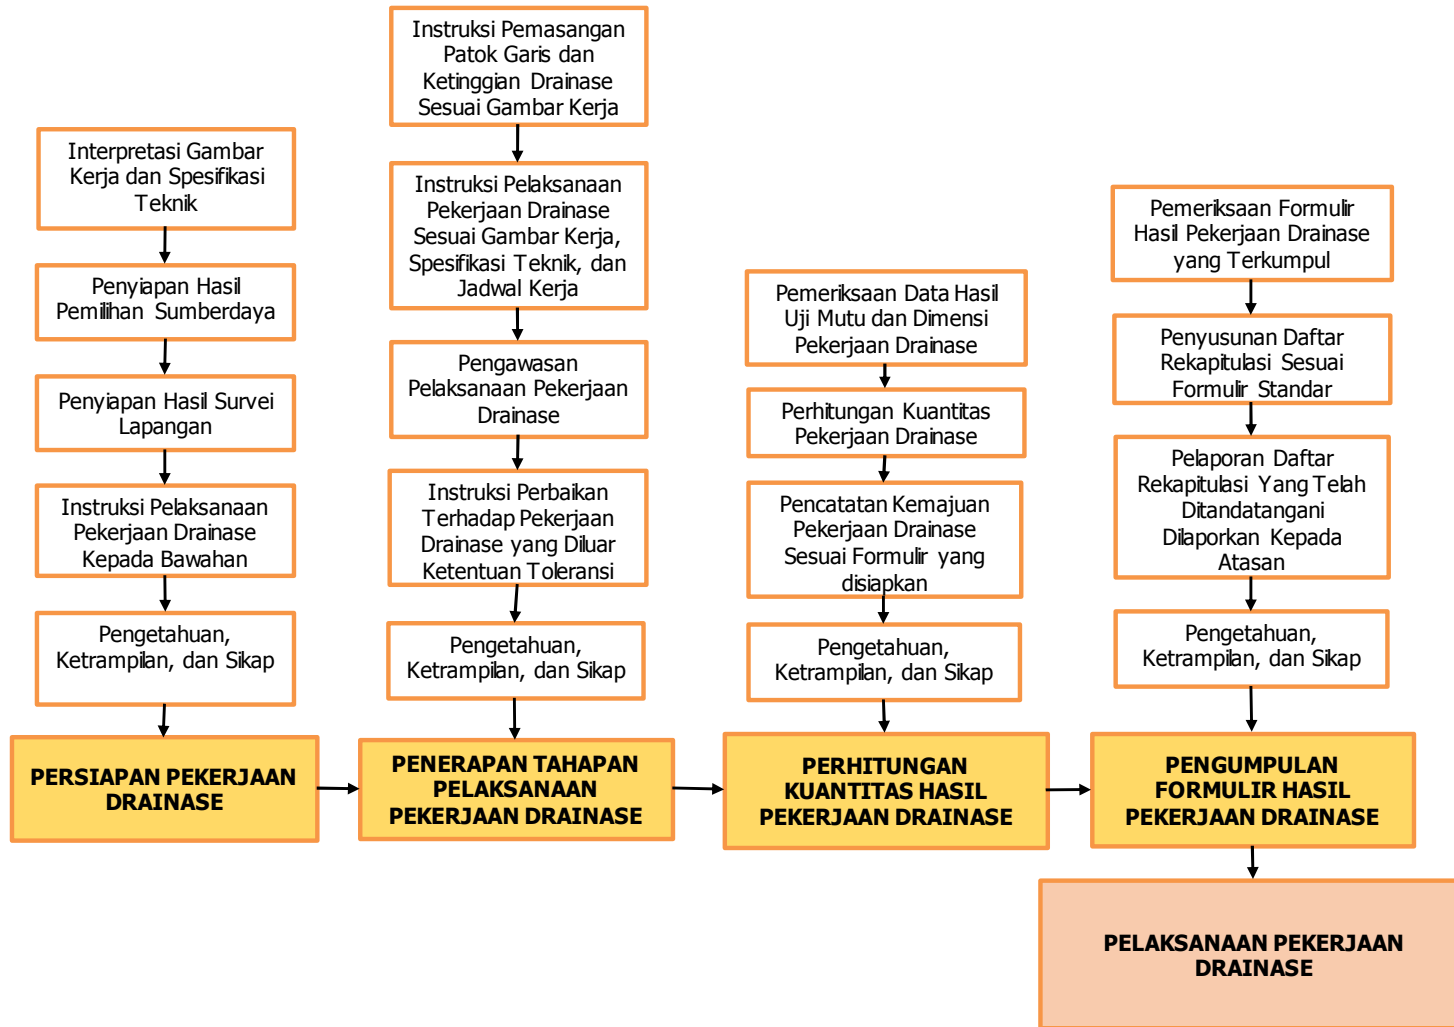 Interpretasi Gambar
Kerja dan Spesifikasi
Teknik
Penyiapan Hasil
Pemilihan Sumberdaya
Penyiapan Hasil Survei
Lapangan
Instruksi Pelaksanaan
Pekerjaan Drainase
Kepada Bawahan
Pengetahuan,
Ketrampilan, dan Sikap
PERSIAPAN PEKERJAAN
DRAINASE
Instruksi Pemasangan
Patok Garis dan
Ketinggian Drainase
Sesuai Gambar Kerja
Instruksi Pelaksanaan
Pekerjaan Drainase
Sesuai Gambar Kerja,
Spesifikasi Teknik, dan
Jadwal Kerja
Pengawasan
Pelaksanaan Pekerjaan
Drainase
Instruksi Perbaikan
Terhadap Pekerjaan
Drainase yang Diluar
Ketentuan Toleransi
Pengetahuan,
Ketrampilan, dan Sikap
PENERAPAN TAHAPAN
PELAKSANAAN
PEKERJAAN DRAINASE
Pemeriksaan Data Hasil
Uji Mutu dan Dimensi
Pekerjaan Drainase
Perhitungan Kuantitas
Pekerjaan Drainase
Pencatatan Kemajuan
Pekerjaan Drainase
Sesuai Formulir yang
disiapkan
Pengetahuan,
Ketrampilan, dan Sikap
PERHITUNGAN
KUANTITAS HASIL
PEKERJAAN DRAINASE
Pemeriksaan Formulir
Hasil Pekerjaan Drainase
yang Terkumpul
Penyusunan Daftar
Rekapitulasi Sesuai
Formulir Standar
Pelaporan Daftar
Rekapitulasi Yang Telah
Ditandatangani
Dilaporkan Kepada
Atasan
Pengetahuan,
Ketrampilan, dan Sikap
PENGUMPULAN
FORMULIR HASIL
PEKERJAAN DRAINASE
PELAKSANAAN PEKERJAAN
DRAINASE